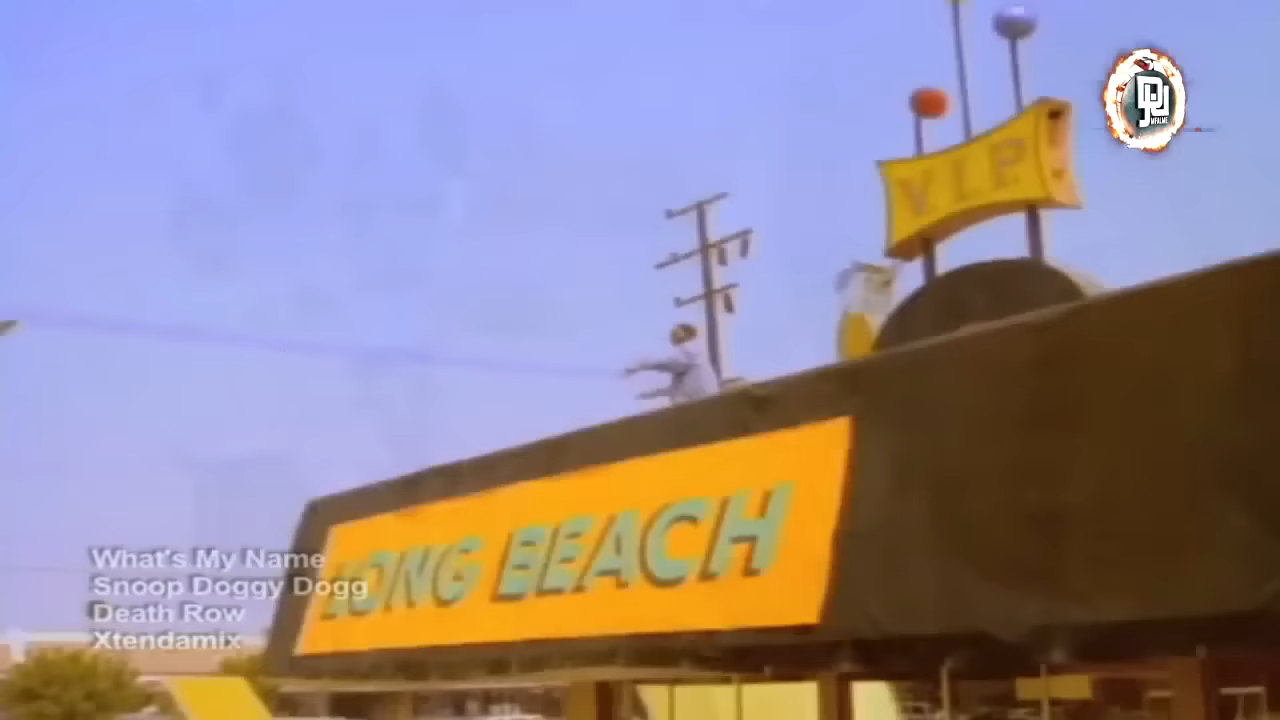 V.I.P.
LONG BEACH
What's My Name
Snoop Doggy Dogg
Death Row
Xtendamix